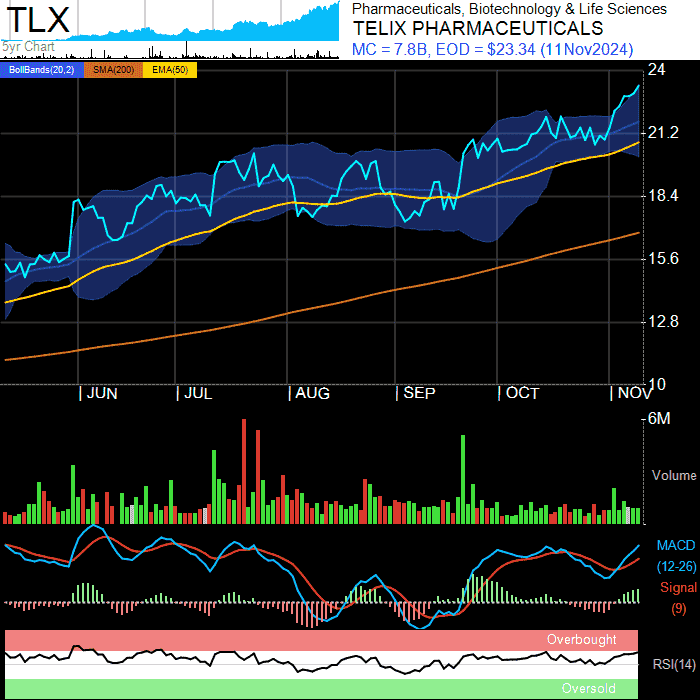 TLX
Pharmaceuticals, Biotechnology & Life Sciences
TELIX PHARMACEUTICALS
MC = 7.8B, EOD = $23.34 (11Nov2024)
5yr Chart
BollBands(20,2) SMA(200) EMA(50)
24
21.2
18.4
15.6
12.8
10
| JUN | JUL | AUG | SEP | OCT | NOV
6M
Volume
MACD
(12-26)
Signal
(9)
Overbought
RSI(14)
Oversold